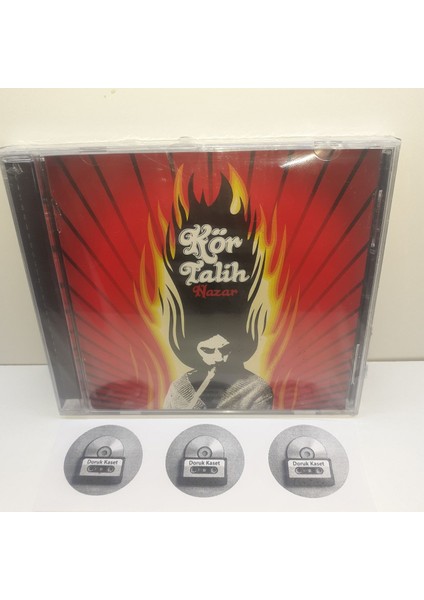 Kör
Talih
Nazar
Doruk Kaset
Doruk Kaset
Doruk Kaset